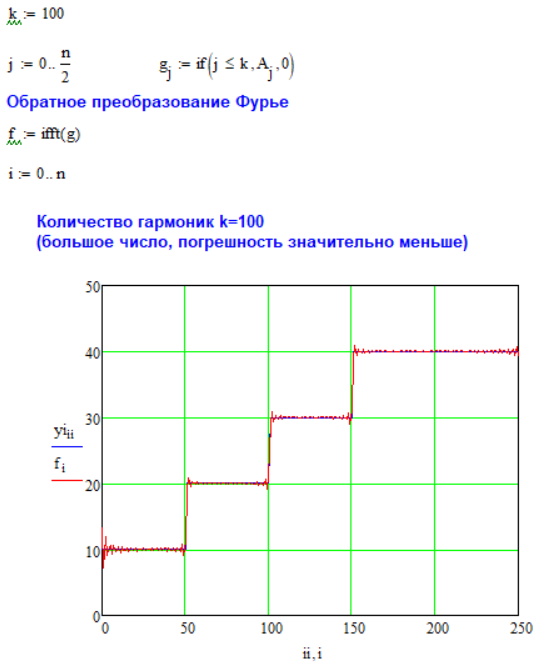 k := 100
j := 0.. n/2 g_j := if(j ≤ k, A_j, 0)
Обратное преобразование Фурье
f := ifft(g)
i := 0.. n
Количество гармоник k=100
(большое число, погрешность значительно меньше)
50
40
30
yi_ii
f_i
20
10
0
0 50 100 150 200 250
ii, i